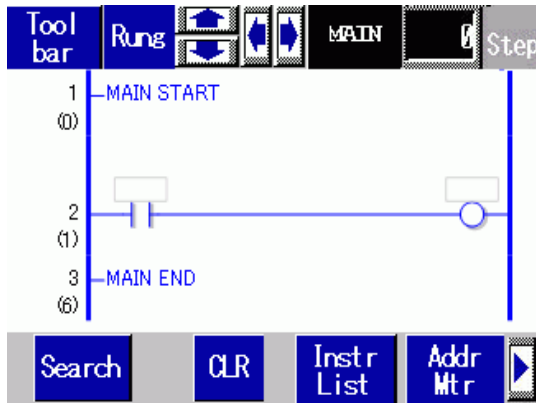 Tool bar
Rung
MAIN
0
Step
1 MAIN START
(0)
2
(1)
3 MAIN END
(6)
Search
CLR
Instr List
Addr Mtr